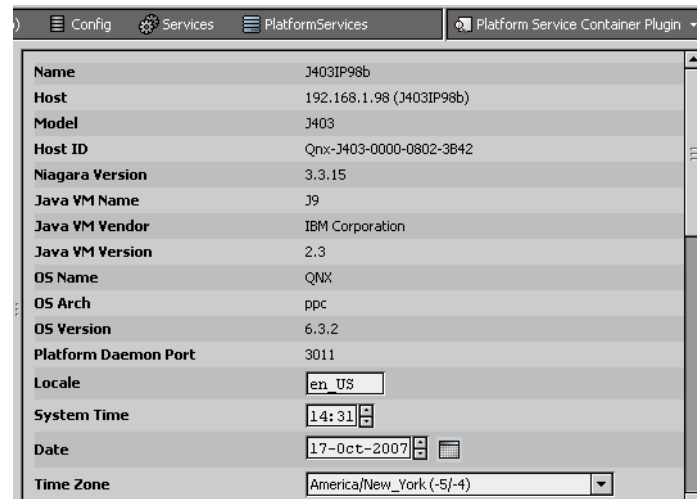 ) Config Services PlatformServices Platform Service Container Plugin
Name J403IP98b
Host 192.168.1.98 (J403IP98b)
Model J403
Host ID Qnx-J403-0000-0802-3B42
Niagara Version 3.3.15
Java VM Name J9
Java VM Vendor IBM Corporation
Java VM Version 2.3
OS Name QNX
OS Arch ppc
OS Version 6.3.2
Platform Daemon Port 3011
Locale en_US
System Time 14:31
Date 17-Oct-2007
Time Zone America/New_York (-5/-4)